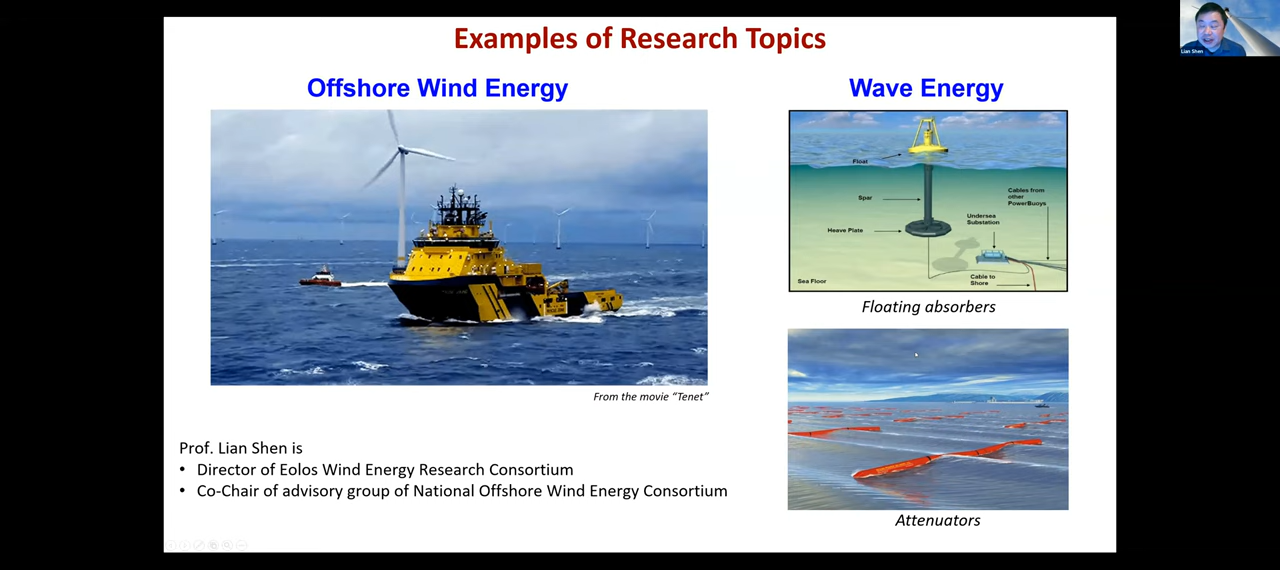 Examples of Research Topics
Offshore Wind Energy
Wave Energy
Float
Spar
Heave Plate
Cables from
other
PowerBuoys
Undersea
Substation
Sea Floor
Cable to
Shore
Floating absorbers
From the movie “Tenet”
Attenuators
Prof. Lian Shen is
• Director of Eolos Wind Energy Research Consortium
• Co-Chair of advisory group of National Offshore Wind Energy Consortium
Lian Shen